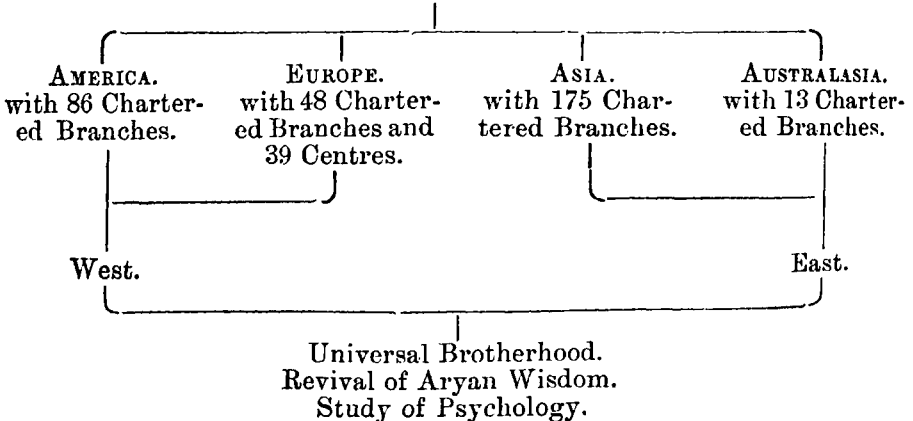 AMERICA.
with 86 Charter-
ed Branches.
EUROPE.
with 48 Charter-
ed Branches and
39 Centres.
ASIA.
with 175 Char-
tered Branches.
AUSTRALASIA.
with 13 Charter-
ed Branches.
West.
East.
Universal Brotherhood.
Revival of Aryan Wisdom.
Study of Psychology.